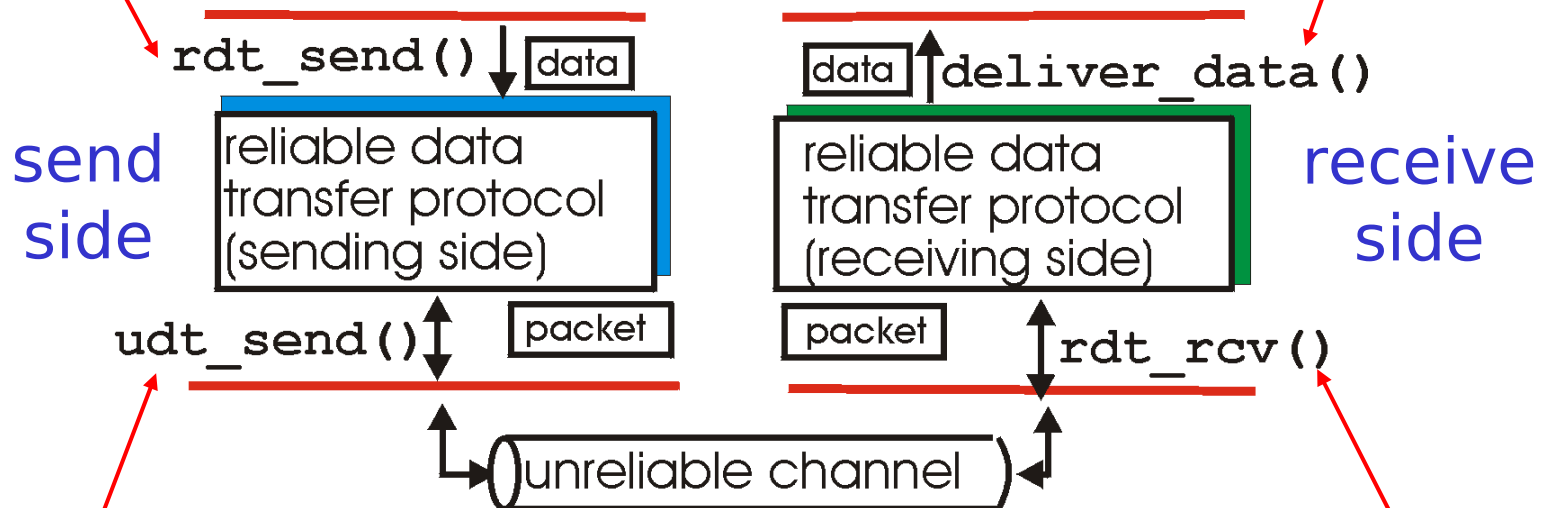 rdt_send()
data
data
deliver_data()
send
side
reliable data
transfer protocol
(sending side)
reliable data
transfer protocol
(receiving side)
receive
side
udt_send()
packet
packet
rdt_rcv()
unreliable channel